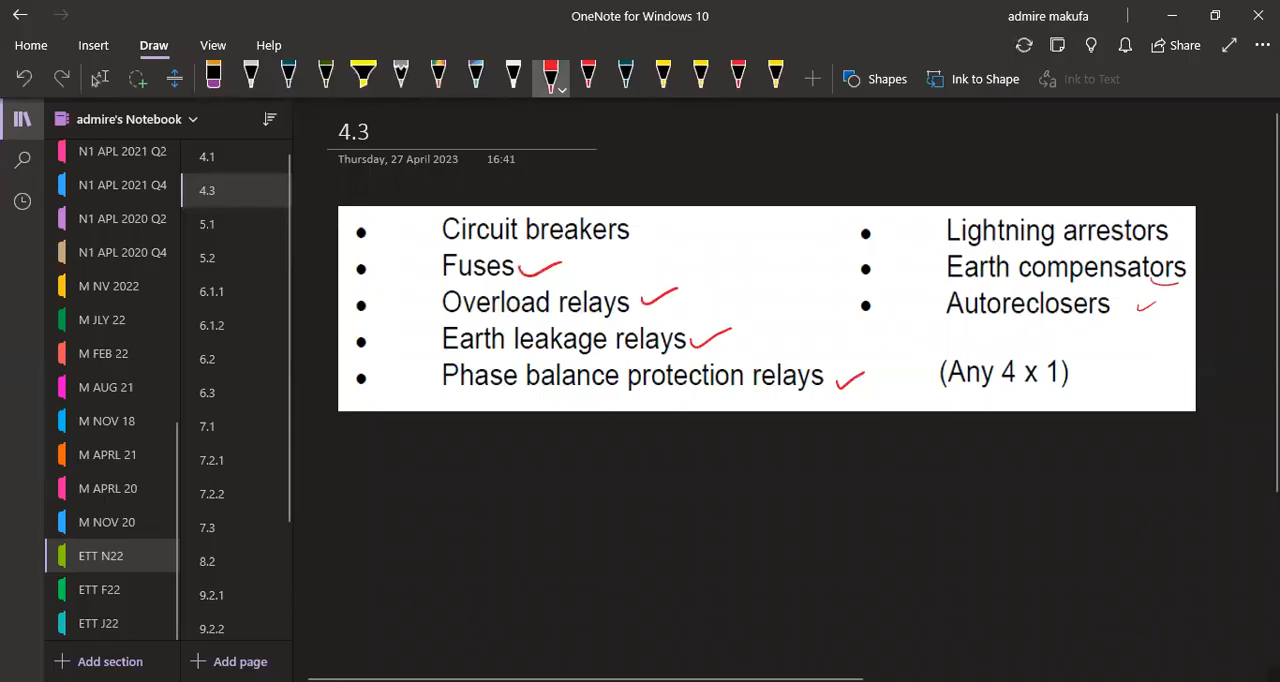 OneNote for Windows 10
admire makufa
Home Insert Draw View Help
Share
Shapes
Ink to Shape
Ink to Text
admire's Notebook
N1 APL 2021 Q2
N1 APL 2021 Q4
N1 APL 2020 Q2
N1 APL 2020 Q4
M NV 2022
M JLY 22
M FEB 22
M AUG 21
M NOV 18
M APRL 21
M APRL 20
M NOV 20
ETT N22
ETT F22
ETT J22
Add section
4.1
4.3
5.1
5.2
6.1.1
6.1.2
6.2
6.3
7.1
7.2.1
7.2.2
7.3
8.2
9.2.1
9.2.2
Add page
4.3
Thursday, 27 April 2023 16:41
• Circuit breakers
• Fuses
• Overload relays
• Earth leakage relays
• Phase balance protection relays
• Lightning arrestors
• Earth compensators
• Autoreclosers
(Any 4 x 1)